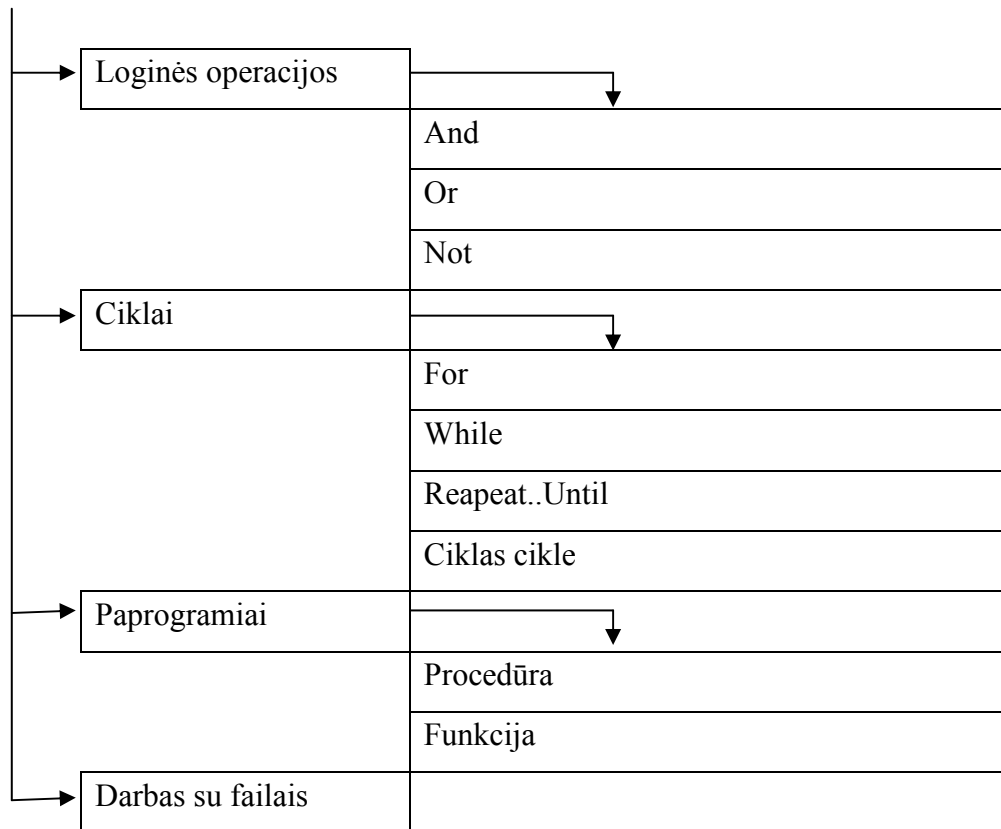 Loginės operacijos
And
Or
Not
Ciklai
For
While
Reapeat..Until
Ciklas cikle
Paprogramiai
Procedūra
Funkcija
Darbas su failais